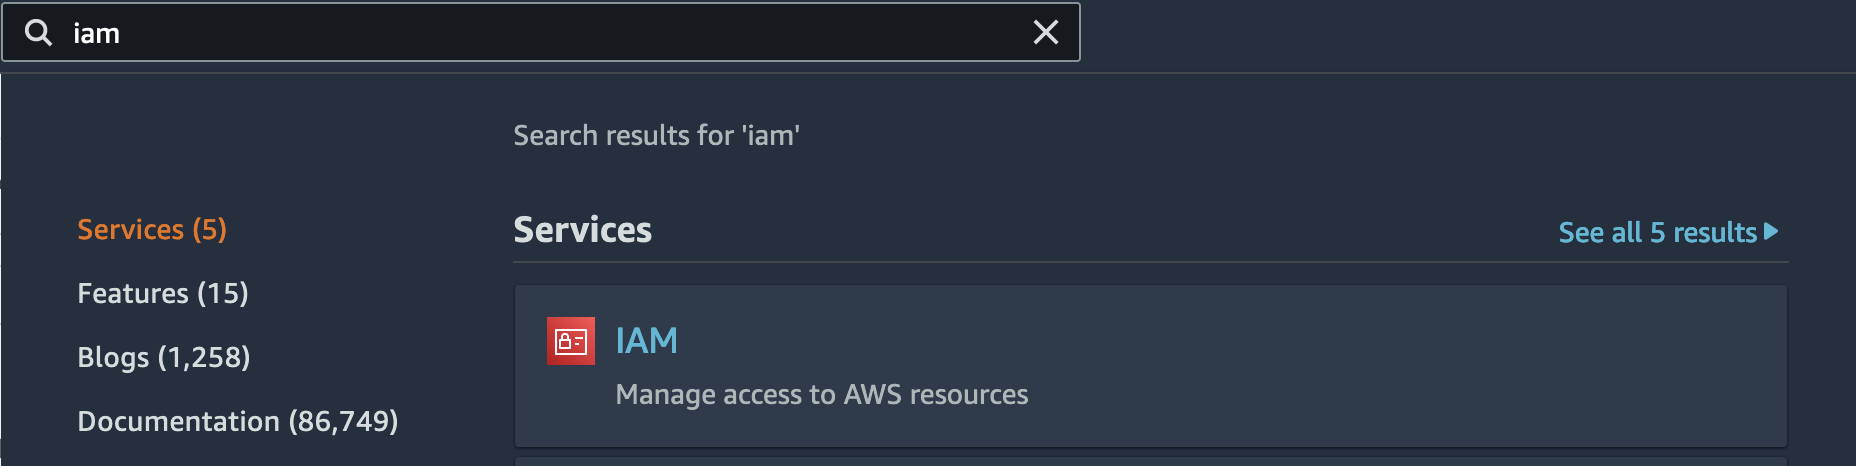 iam
Search results for 'iam'
Services (5)
Features (15)
Blogs (1,258)
Documentation (86,749)
Services
See all 5 results
IAM
Manage access to AWS resources